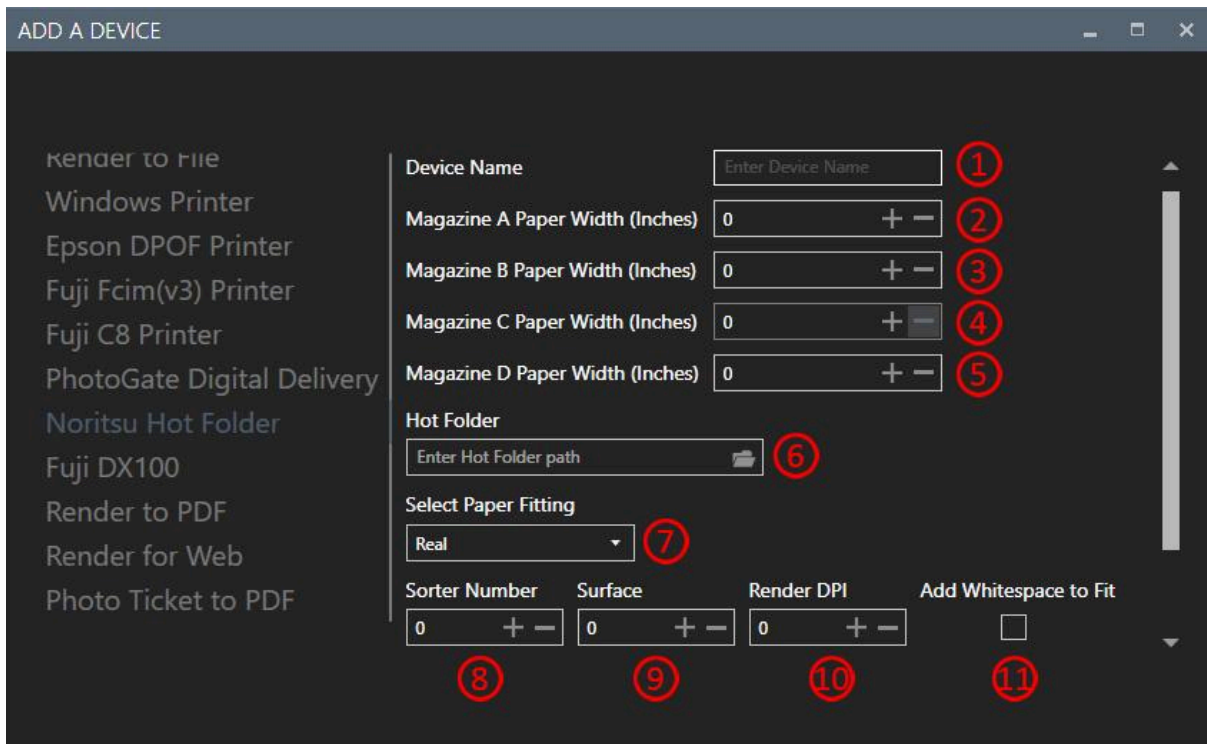 ADD A DEVICE
Render to File
Windows Printer
Epson DPOF Printer
Fuji Fcim(v3) Printer
Fuji C8 Printer
PhotoGate Digital Delivery
Noritsu Hot Folder
Fuji DX100
Render to PDF
Render for Web
Photo Ticket to PDF
Device Name Enter Device Name 1
Magazine A Paper Width (Inches) 0 + − 2
Magazine B Paper Width (Inches) 0 + − 3
Magazine C Paper Width (Inches) 0 + − 4
Magazine D Paper Width (Inches) 0 + − 5
Hot Folder
Enter Hot Folder path 6
Select Paper Fitting
Real 7
Sorter Number Surface Render DPI Add Whitespace to Fit
0 + − 0 + − 0 + −
8 9 10 11